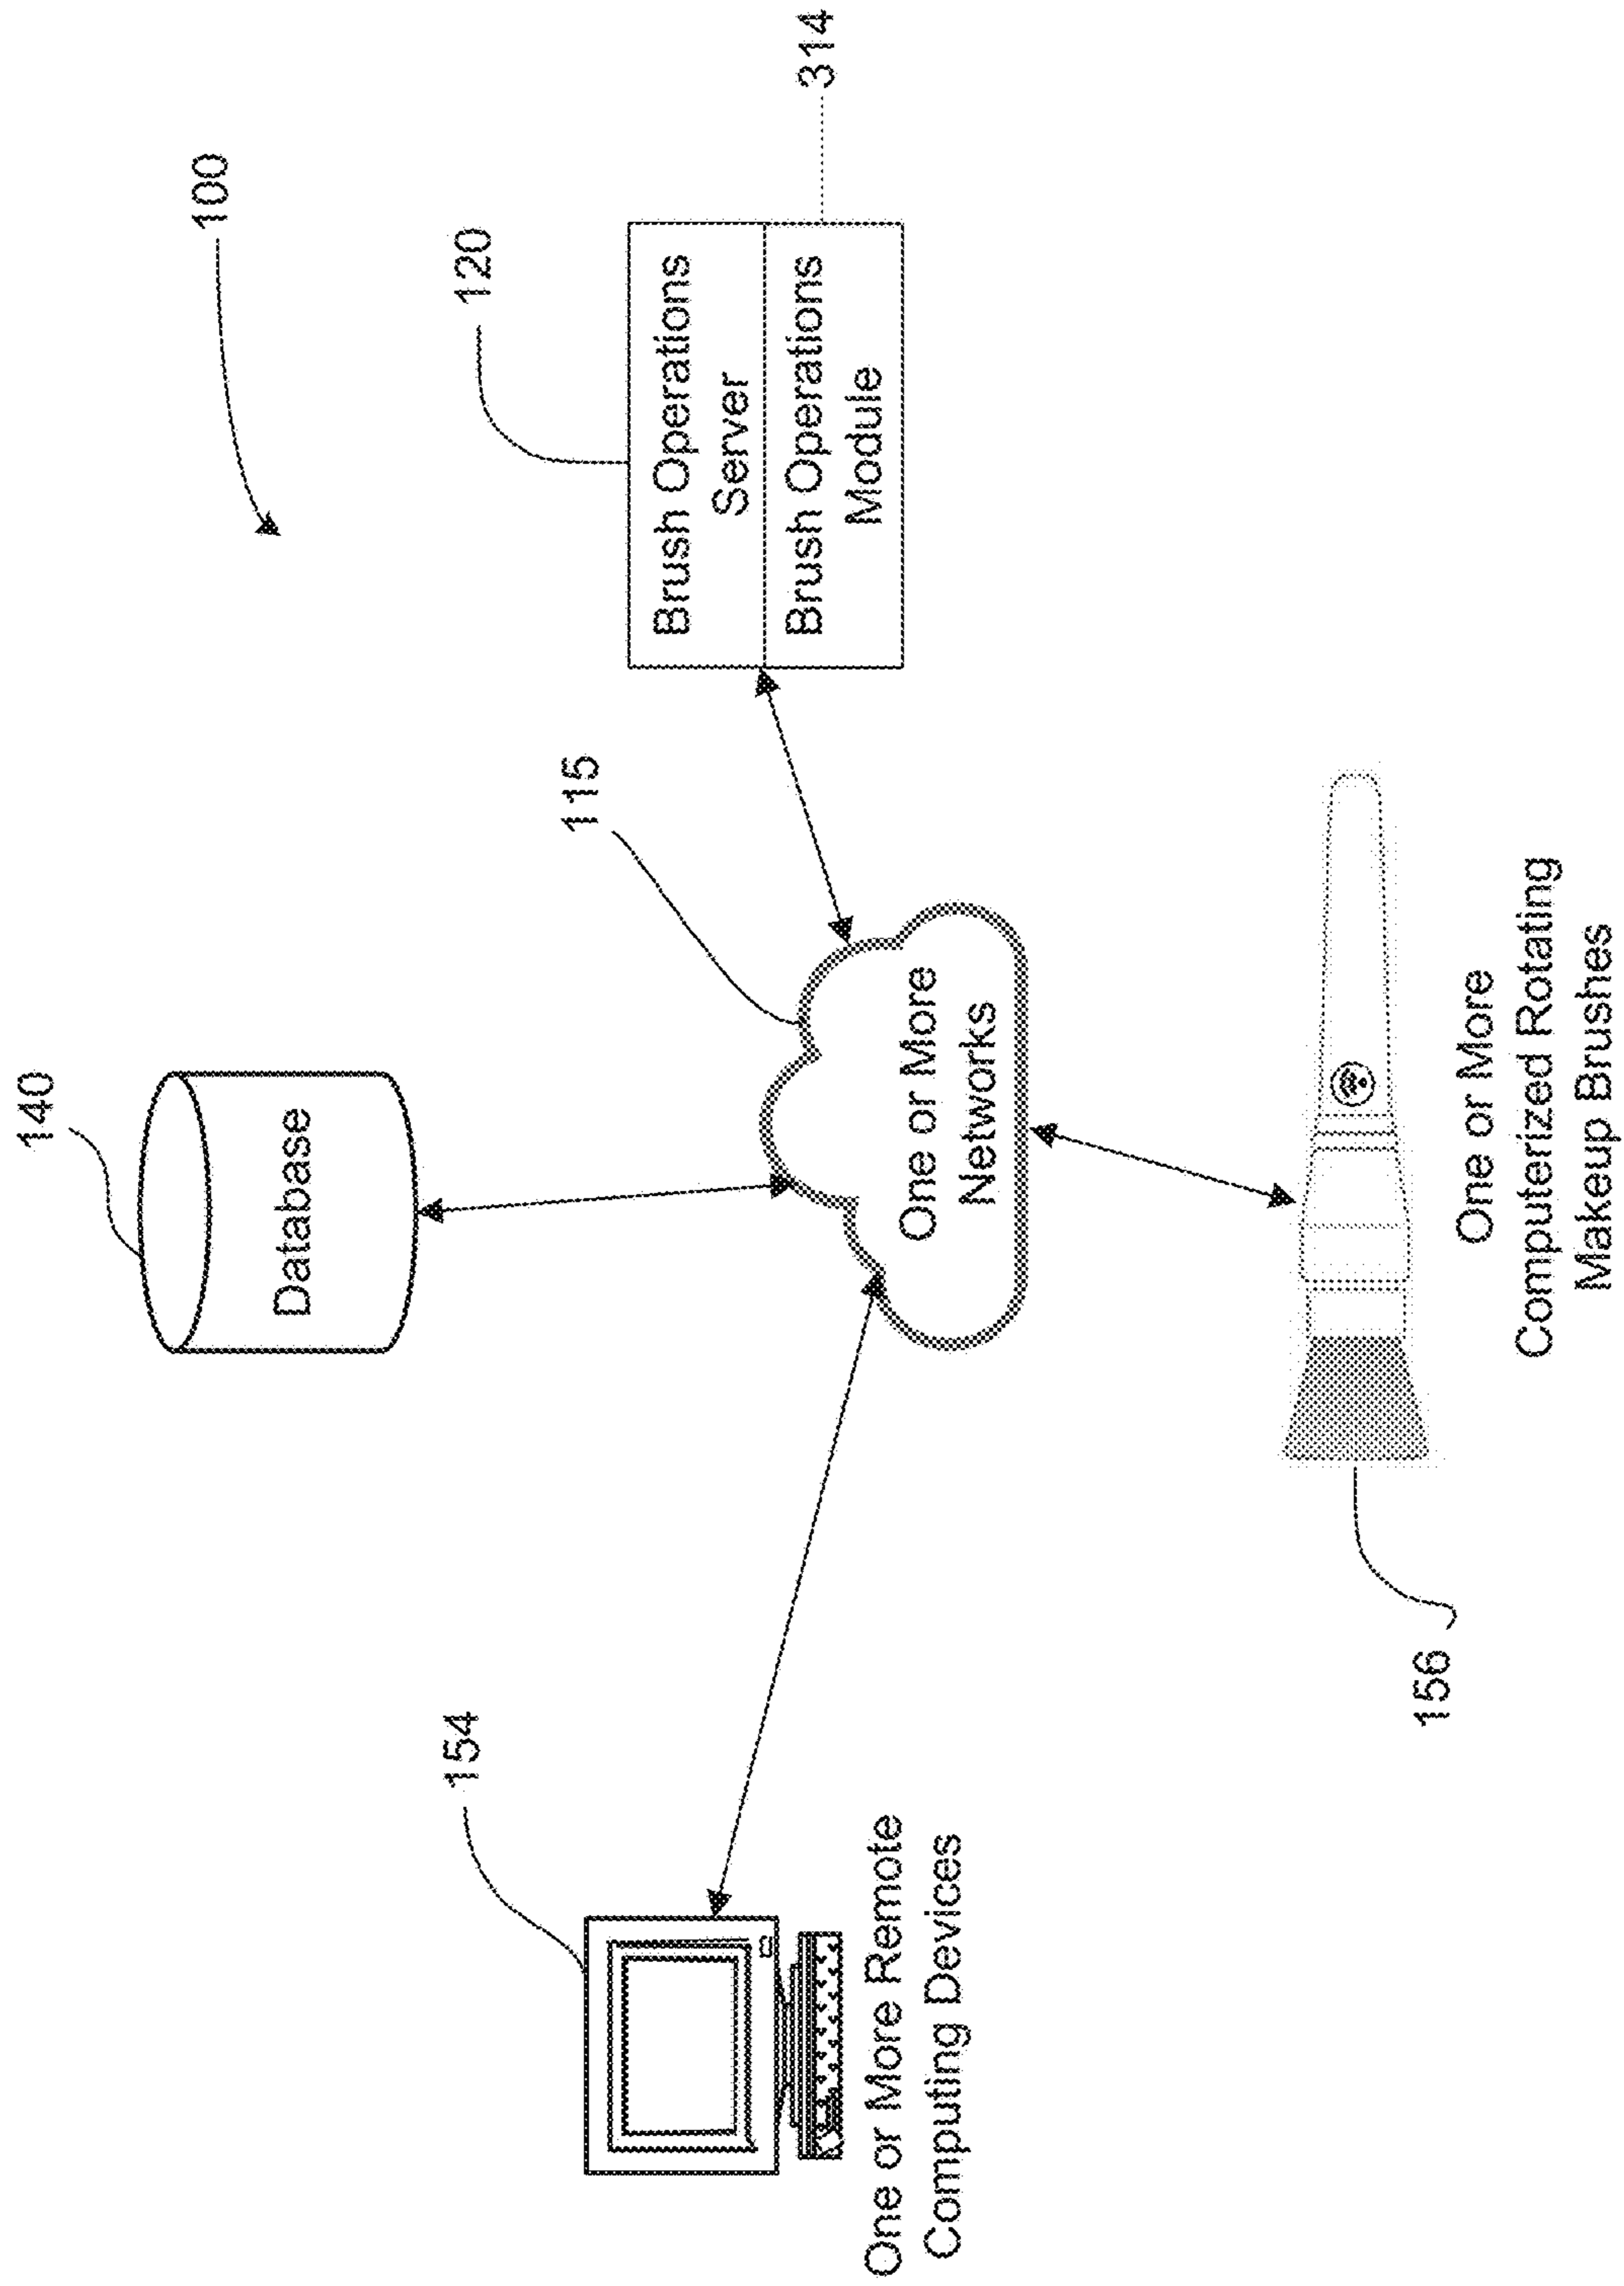 100
140
Database
120
Brush Operations
Server
Brush Operations
Module
314
115
One or More
Networks
154
One or More Remote
Computing Devices
156
One or More
Computerized Rotating
Makeup Brushes